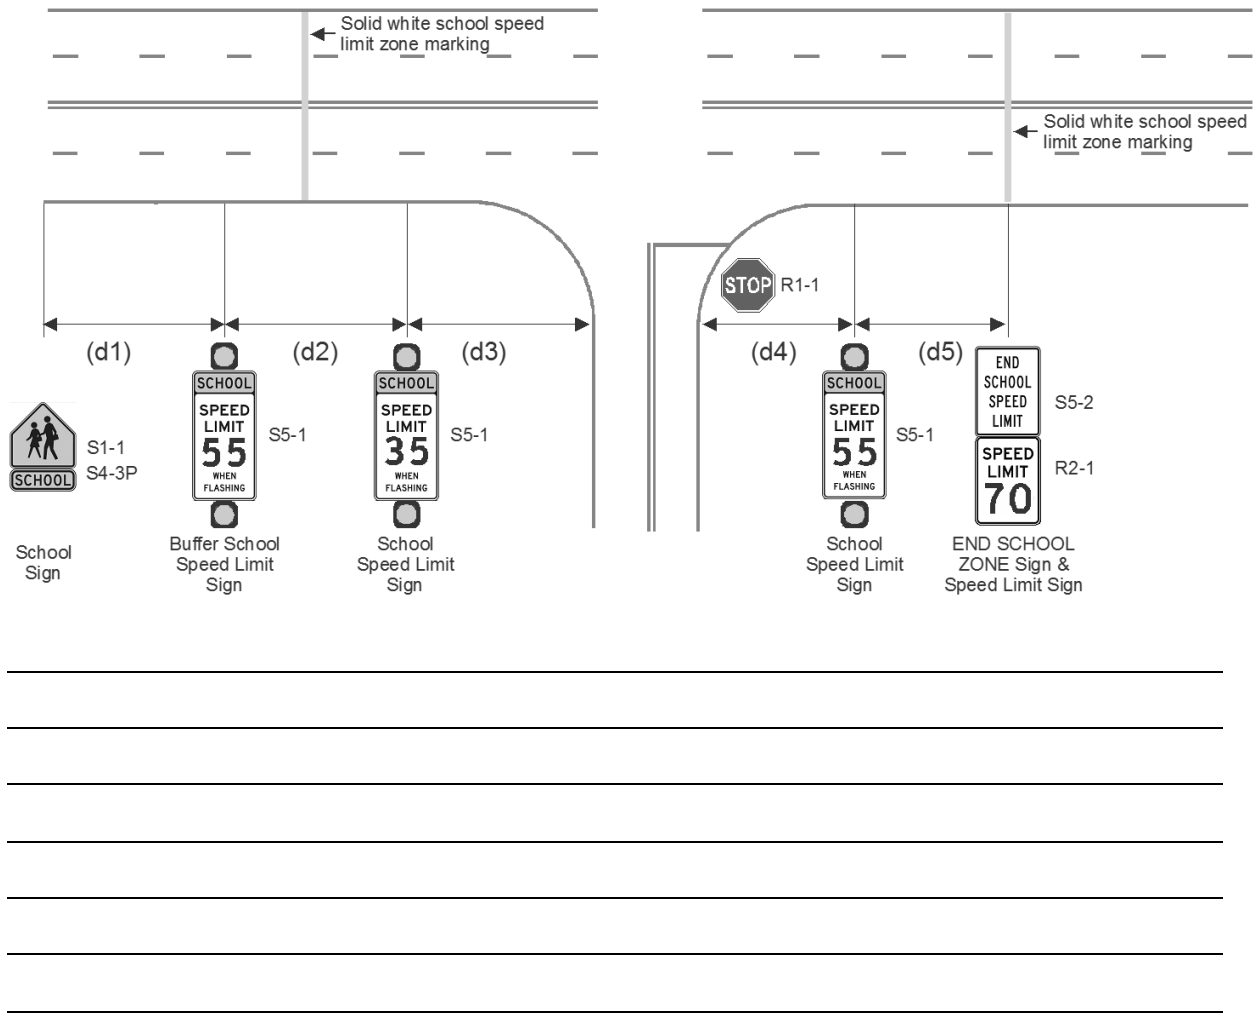 Solid white school speed
limit zone marking
Solid white school speed
limit zone marking
STOP
R1-1
(d1)
(d2)
(d3)
(d4)
(d5)
SCHOOL
S1-1
S4-3P
School
Sign
SCHOOL
SPEED
LIMIT
55
WHEN
FLASHING
S5-1
Buffer School
Speed Limit
Sign
SCHOOL
SPEED
LIMIT
35
WHEN
FLASHING
S5-1
School
Speed Limit
Sign
SCHOOL
SPEED
LIMIT
55
WHEN
FLASHING
S5-1
School
Speed Limit
Sign
END
SCHOOL
SPEED
LIMIT
S5-2
SPEED
LIMIT
70
R2-1
END SCHOOL
ZONE Sign &
Speed Limit Sign